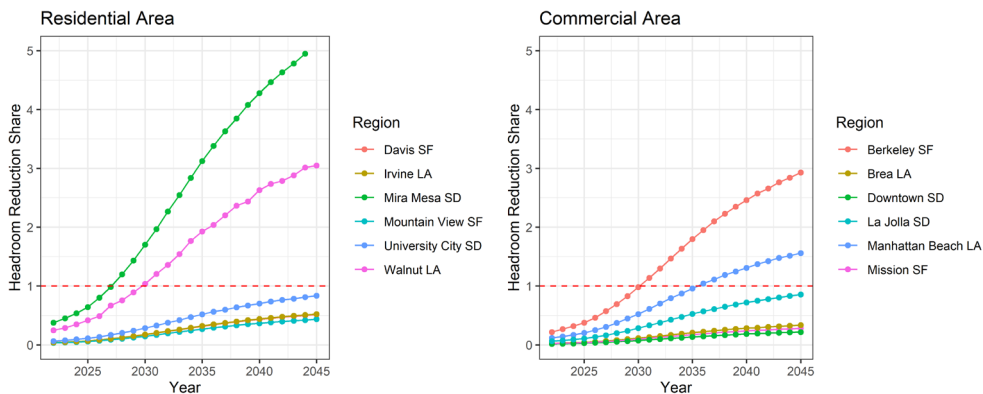 Residential Area
Headroom Reduction Share
5
4
3
2
1
0
2025
2030
2035
2040
2045
Year
Region
Davis SF
Irvine LA
Mira Mesa SD
Mountain View SF
University City SD
Walnut LA
Commercial Area
Headroom Reduction Share
5
4
3
2
1
0
2025
2030
2035
2040
2045
Year
Region
Berkeley SF
Brea LA
Downtown SD
La Jolla SD
Manhattan Beach LA
Mission SF